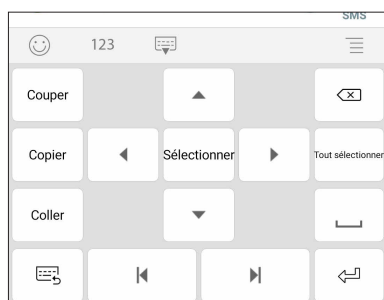 SMS
123
Couper
Copier
Sélectionner
Tout sélectionner
Coller